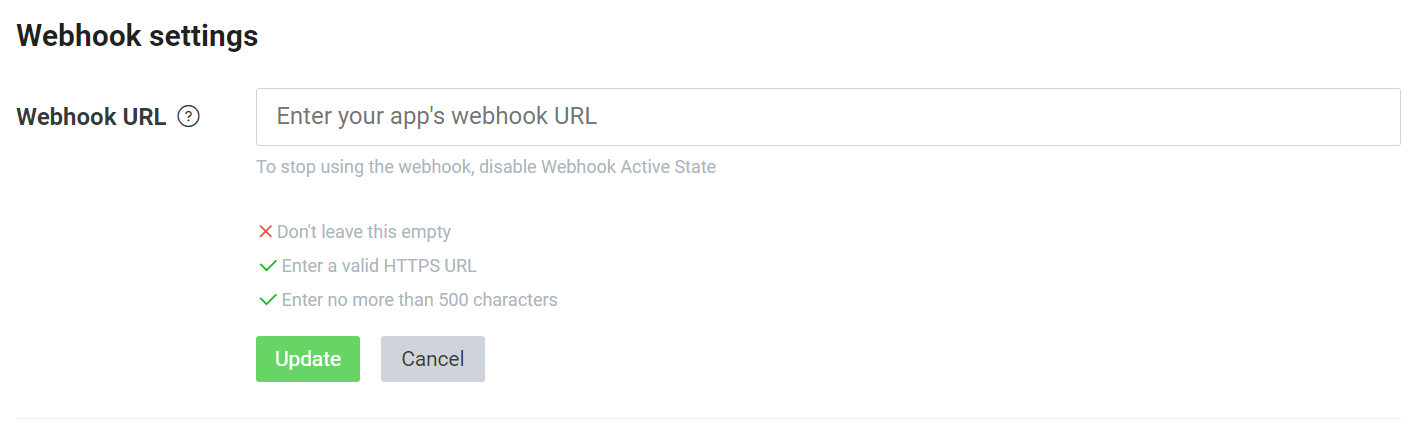 Webhook settings
Webhook URL ?
Enter your app's webhook URL
To stop using the webhook, disable Webhook Active State
Don't leave this empty
Enter a valid HTTPS URL
Enter no more than 500 characters
Update Cancel